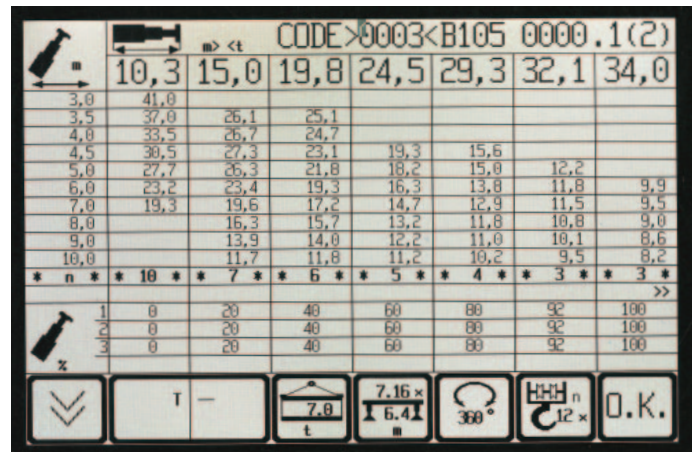 m> <t CODE>0003<B105 0000.1(2)
m 10,3 15,0 19,8 24,5 29,3 32,1 34,0
3,0 41,0
3,5 37,0 26,1 25,1
4,0 33,5 26,7 24,7
4,5 30,5 27,3 23,1 19,3 15,6
5,0 27,7 26,3 21,8 18,2 15,0 12,2
6,0 23,2 23,4 19,3 16,3 13,8 11,8 9,9
7,0 19,3 19,6 17,2 14,7 12,9 11,5 9,5
8,0 16,3 15,7 13,2 11,8 10,8 9,0
9,0 13,9 14,0 12,2 11,0 10,1 8,6
10,0 11,7 11,8 11,2 10,2 9,5 8,2
* n * * 10 * * 7 * * 6 * * 5 * * 4 * * 3 * * 3 *
>>
1 0 20 40 60 80 92 100
2 0 20 40 60 80 92 100
3 0 20 40 60 80 92 100
%
T – 7.0 t 7.16 × 6.4 m 360° n 12 × O.K.